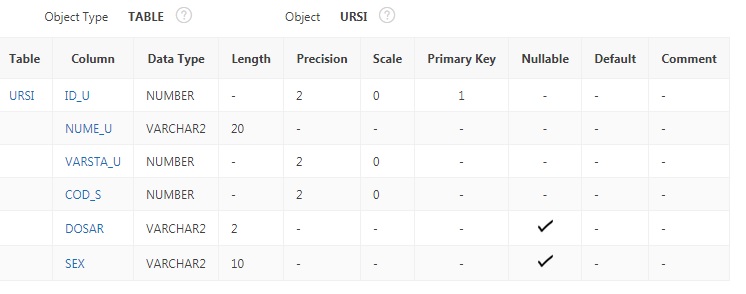 Object Type TABLE ? Object URSI ?
Table Column Data Type Length Precision Scale Primary Key Nullable Default Comment
URSI ID_U NUMBER - 2 0 1 - - -
NUME_U VARCHAR2 20 - - - - - -
VARSTA_U NUMBER - 2 0 - - - -
COD_S NUMBER - 2 0 - - - -
DOSAR VARCHAR2 2 - - - ✓ - -
SEX VARCHAR2 10 - - - ✓ - -